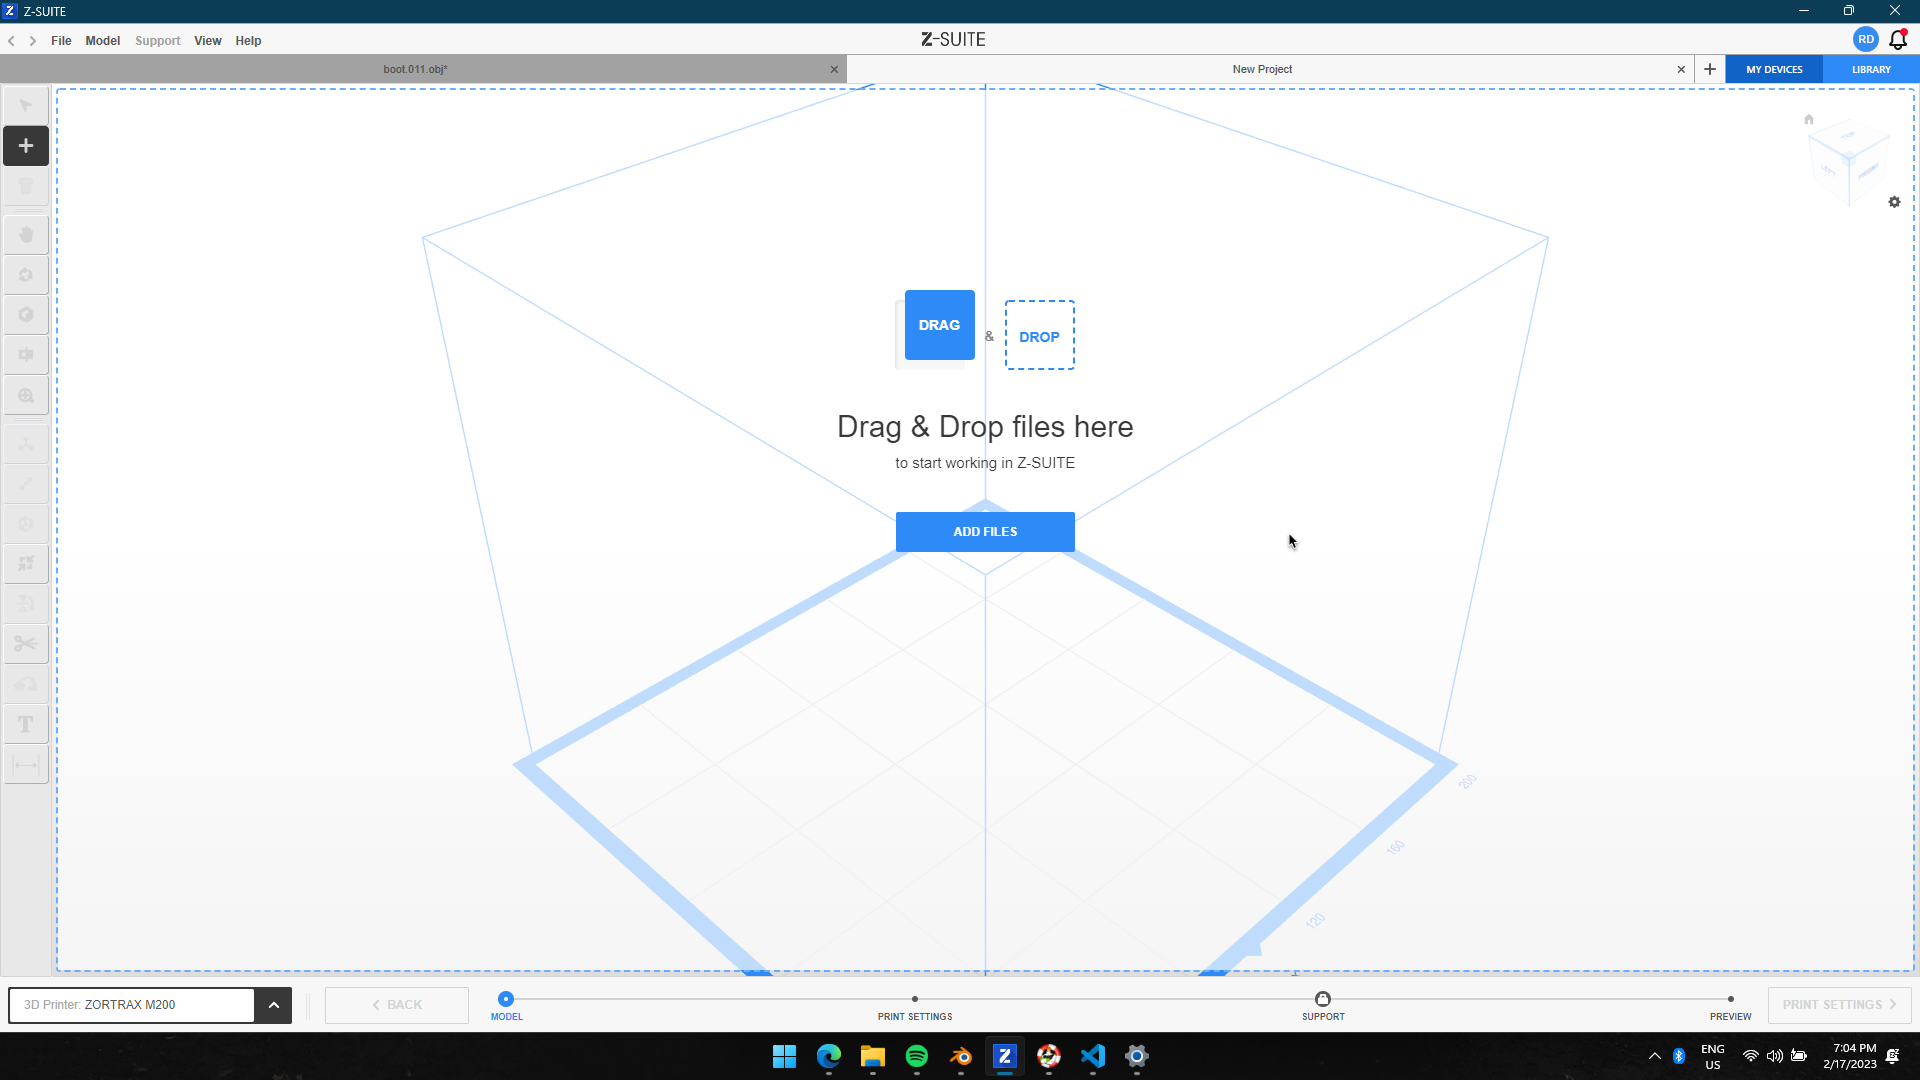 Z-SUITE
File Model Support View Help
Z-SUITE
RD
boot.011.obj*
New Project
MY DEVICES
LIBRARY
DRAG & DROP
Drag & Drop files here
to start working in Z-SUITE
ADD FILES
200
160
120
T
3D Printer: ZORTRAX M200
BACK
MODEL
PRINT SETTINGS
SUPPORT
PREVIEW
PRINT SETTINGS
ENG
US
7:04 PM
2/17/2023